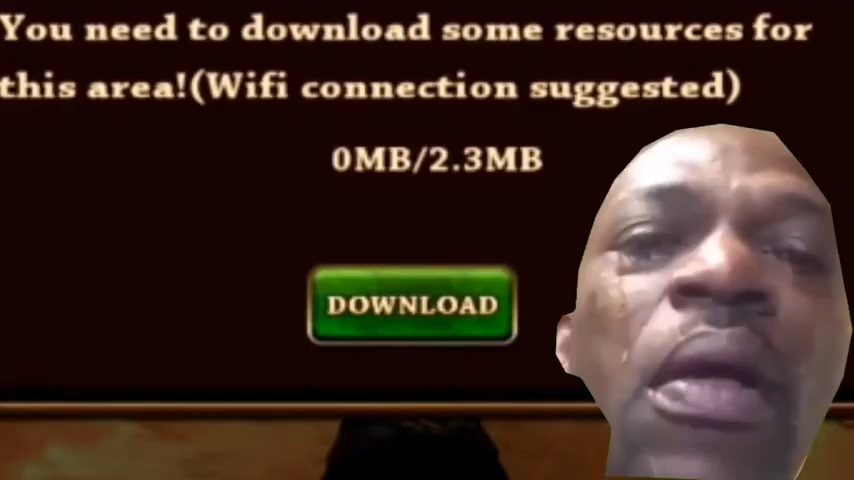 You need to download some resources for
this area!(Wifi connection suggested)
0MB/2.3MB
DOWNLOAD